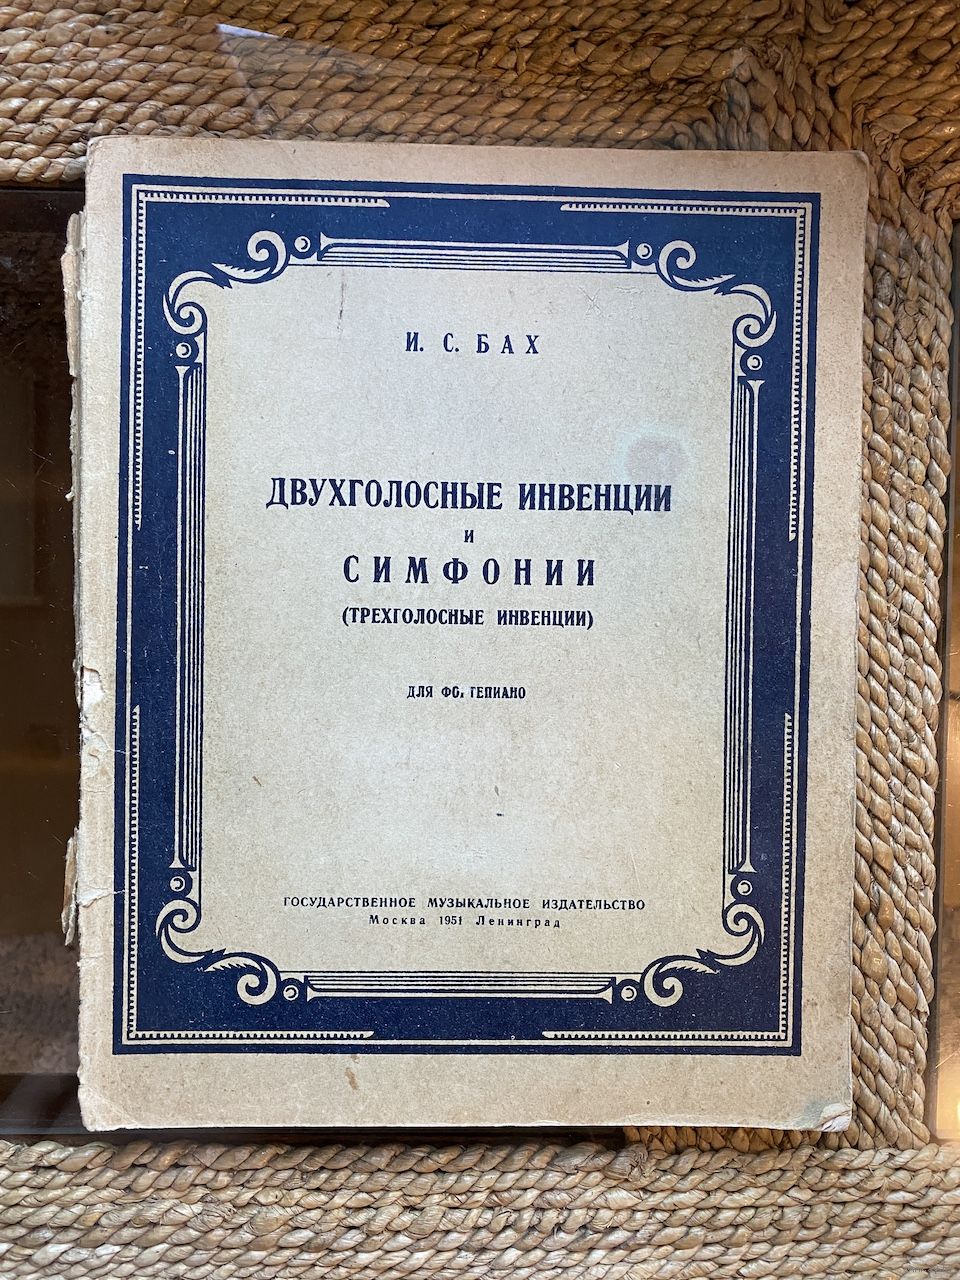 И. С. БАХ
ДВУХГОЛОСНЫЕ ИНВЕНЦИИ
И
СИМФОНИИ
(ТРЕХГОЛОСНЫЕ ИНВЕНЦИИ)
ДЛЯ ФОРТЕПИАНО
ГОСУДАРСТВЕННОЕ МУЗЫКАЛЬНОЕ ИЗДАТЕЛЬСТВО
Москва 1951 Ленинград